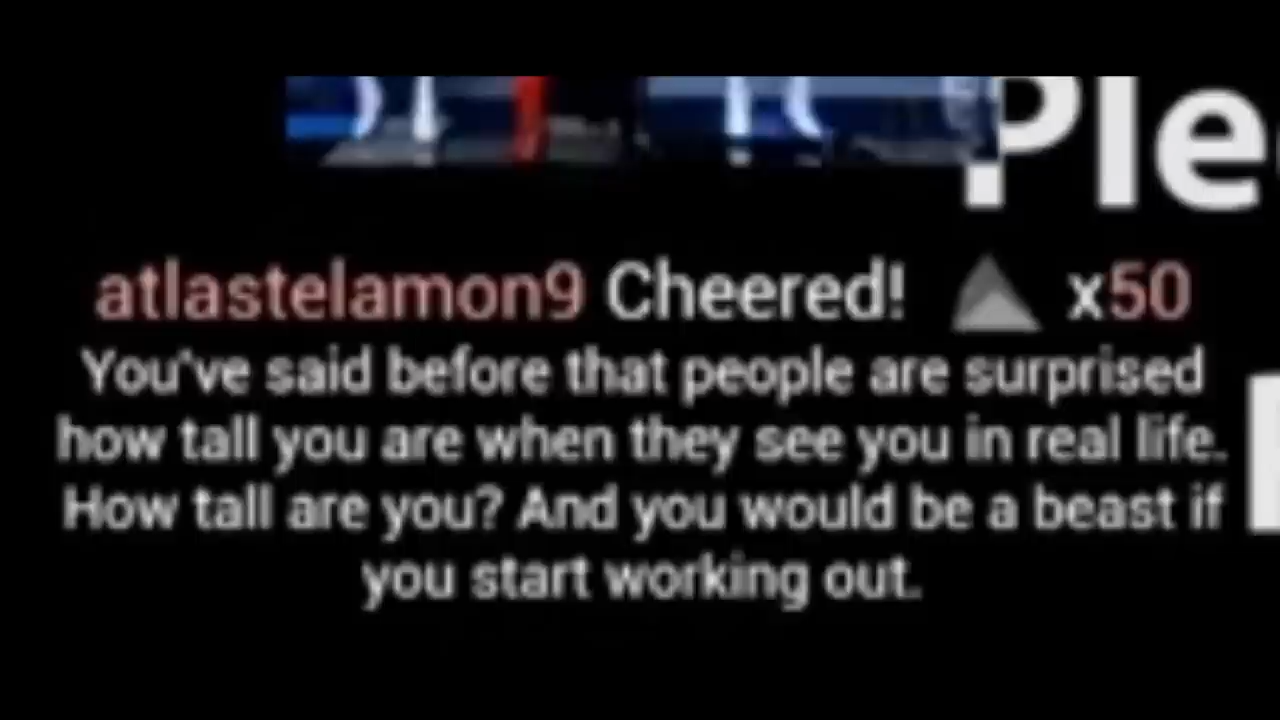 Ple
atlastelamon9 Cheered! x50
You've said before that people are surprised
how tall you are when they see you in real life.
How tall are you? And you would be a beast if
you start working out.